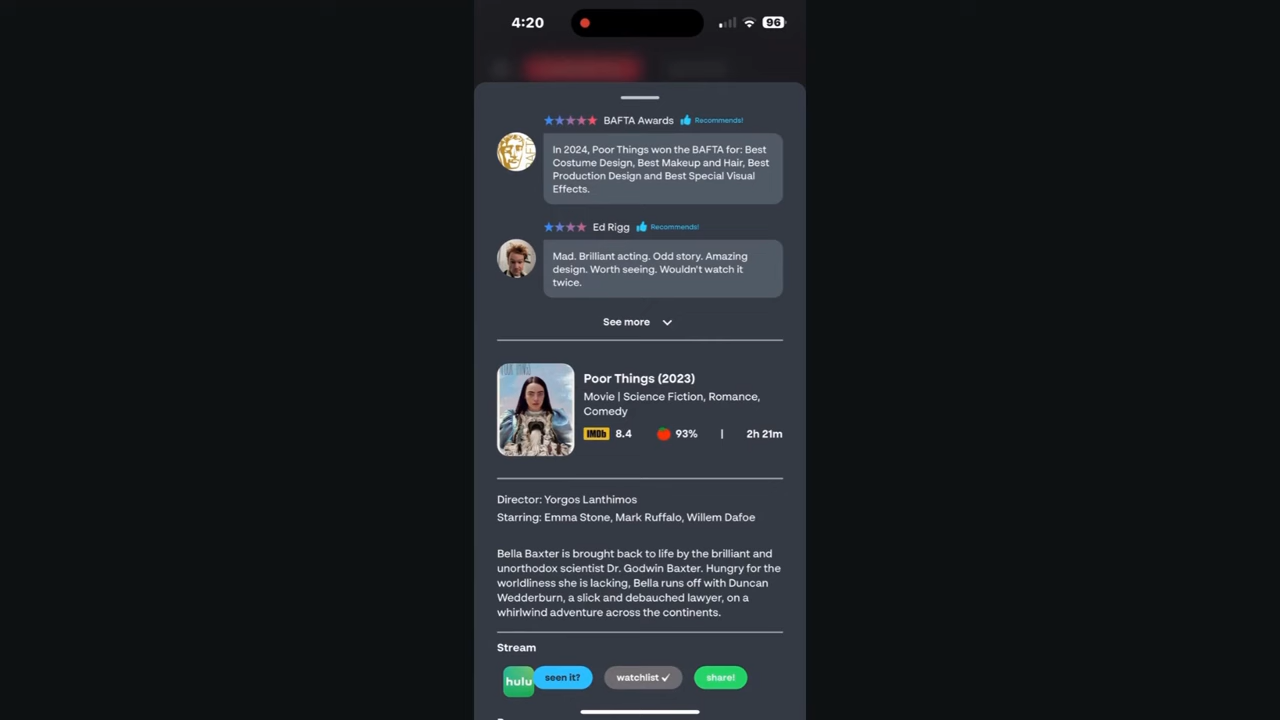 4:20
96
BAFTA Awards Recommends!
In 2024, Poor Things won the BAFTA for: Best
Costume Design, Best Makeup and Hair, Best
Production Design and Best Special Visual
Effects.
BAFTA
Ed Rigg Recommends!
Mad. Brilliant acting. Odd story. Amazing
design. Worth seeing. Wouldn't watch it
twice.
See more
Poor Things (2023)
Movie | Science Fiction, Romance,
Comedy
IMDb 8.4 93% | 2h 21m
Director: Yorgos Lanthimos
Starring: Emma Stone, Mark Ruffalo, Willem Dafoe
Bella Baxter is brought back to life by the brilliant and
unorthodox scientist Dr. Godwin Baxter. Hungry for the
worldliness she is lacking, Bella runs off with Duncan
Wedderburn, a slick and debauched lawyer, on a
whirlwind adventure across the continents.
Stream
hulu seen it? watchlist ✓ share!